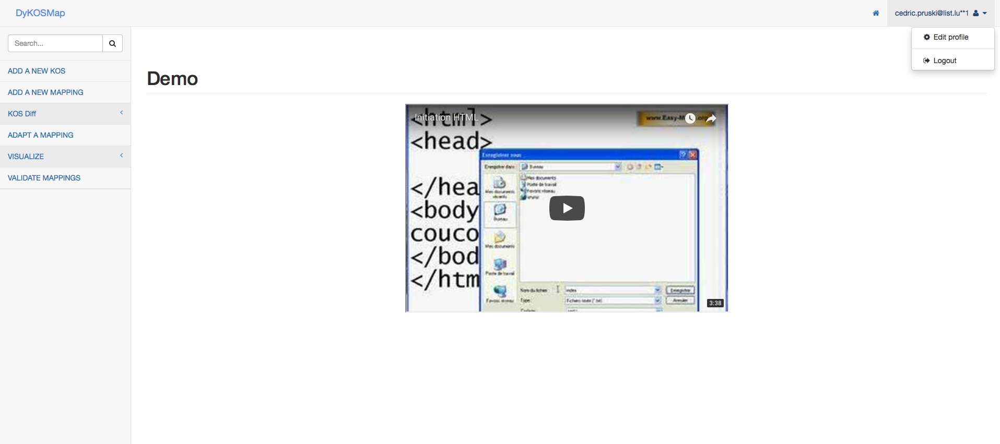 DyKOSMap
cedric.pruski@list.lu**1
Search...
Edit profile
Logout
ADD A NEW KOS
ADD A NEW MAPPING
KOS Diff
ADAPT A MAPPING
VISUALIZE
VALIDATE MAPPINGS
Demo
Initiation HTML
<html>
www.Easy-M
<head>
Enregistrer sous
Enregistrer dans
Bureau
Mes documents
Poste de travail
Favoris réseau
</hea
Mes documents
récents
<body
Bureau
couco
Mes documents
</bod
Poste de travail
</htm
Nom du fichier
index
Enregistrer
Favoris réseau
Type
Fichiers texte (*.txt)
Annuler
3:38